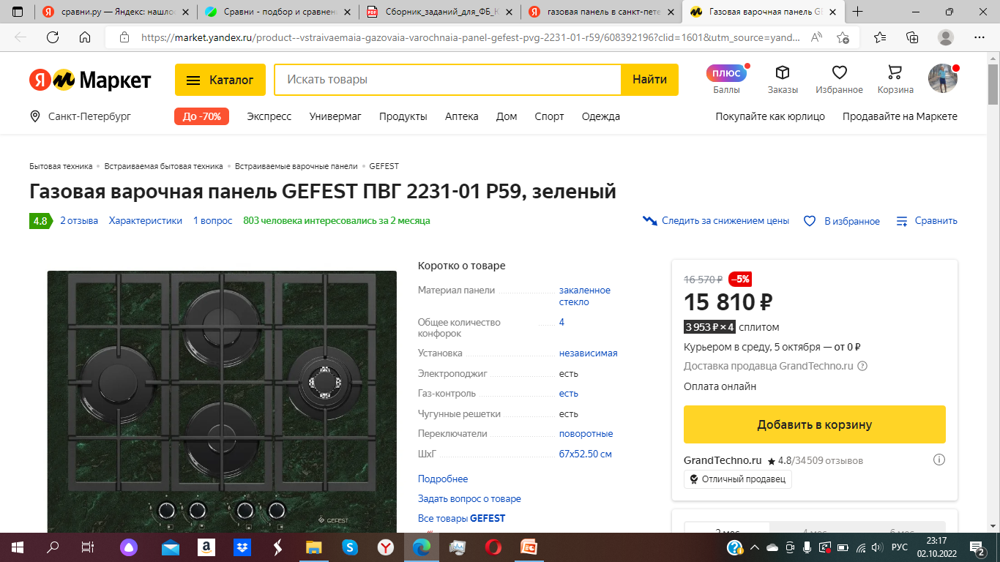 сравни.ру — Яндекс: нашло
Сравни - подбор и сравнен
Сборник_заданий_для_ФБ_К
газовая панель в санкт-пете
Газовая варочная панель GE
https://market.yandex.ru/product--vstraivaemaia-gazovaia-varochnaia-panel-gefest-pvg-2231-01-r59/608392196?clid=1601&utm_source=yand...
Я Маркет
Каталог
Искать товары
Найти
плюс
Баллы
Заказы
Избранное
Корзина
Санкт-Петербург
До -70%
Экспресс
Универмаг
Продукты
Аптека
Дом
Спорт
Одежда
Покупайте как юрлицо
Продавайте на Маркете
Бытовая техника • Встраиваемая бытовая техника • Встраиваемые варочные панели • GEFEST
Газовая варочная панель GEFEST ПВГ 2231-01 Р59, зеленый
4.8 2 отзыва Характеристики 1 вопрос 803 человека интересовались за 2 месяца
Следить за снижением цены
В избранное
Сравнить
GEFEST
Коротко о товаре
Материал панели закаленное
стекло
Общее количество 4
конфорок
Установка независимая
Электроподжиг есть
Газ-контроль есть
Чугунные решетки есть
Переключатели поворотные
ШхГ 67x52.50 см
Подробнее
Задать вопрос о товаре
Все товары GEFEST
16 570 ₽ –5%
15 810 ₽
3 953 ₽ × 4 сплитом
Курьером в среду, 5 октября — от 0 ₽
Доставка продавца GrandTechno.ru ?
Оплата онлайн
Добавить в корзину
GrandTechno.ru ★ 4.8/34509 отзывов
Отличный продавец
2 мес
4 мес
6 мес
РУС
23:17
02.10.2022
2